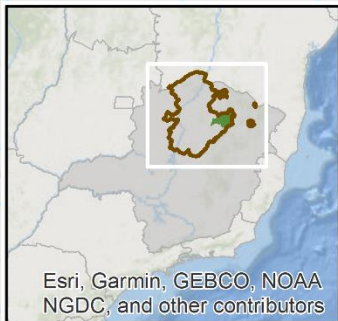 Esri, Garmin, GEBCO, NOAA
NGDC, and other contributors